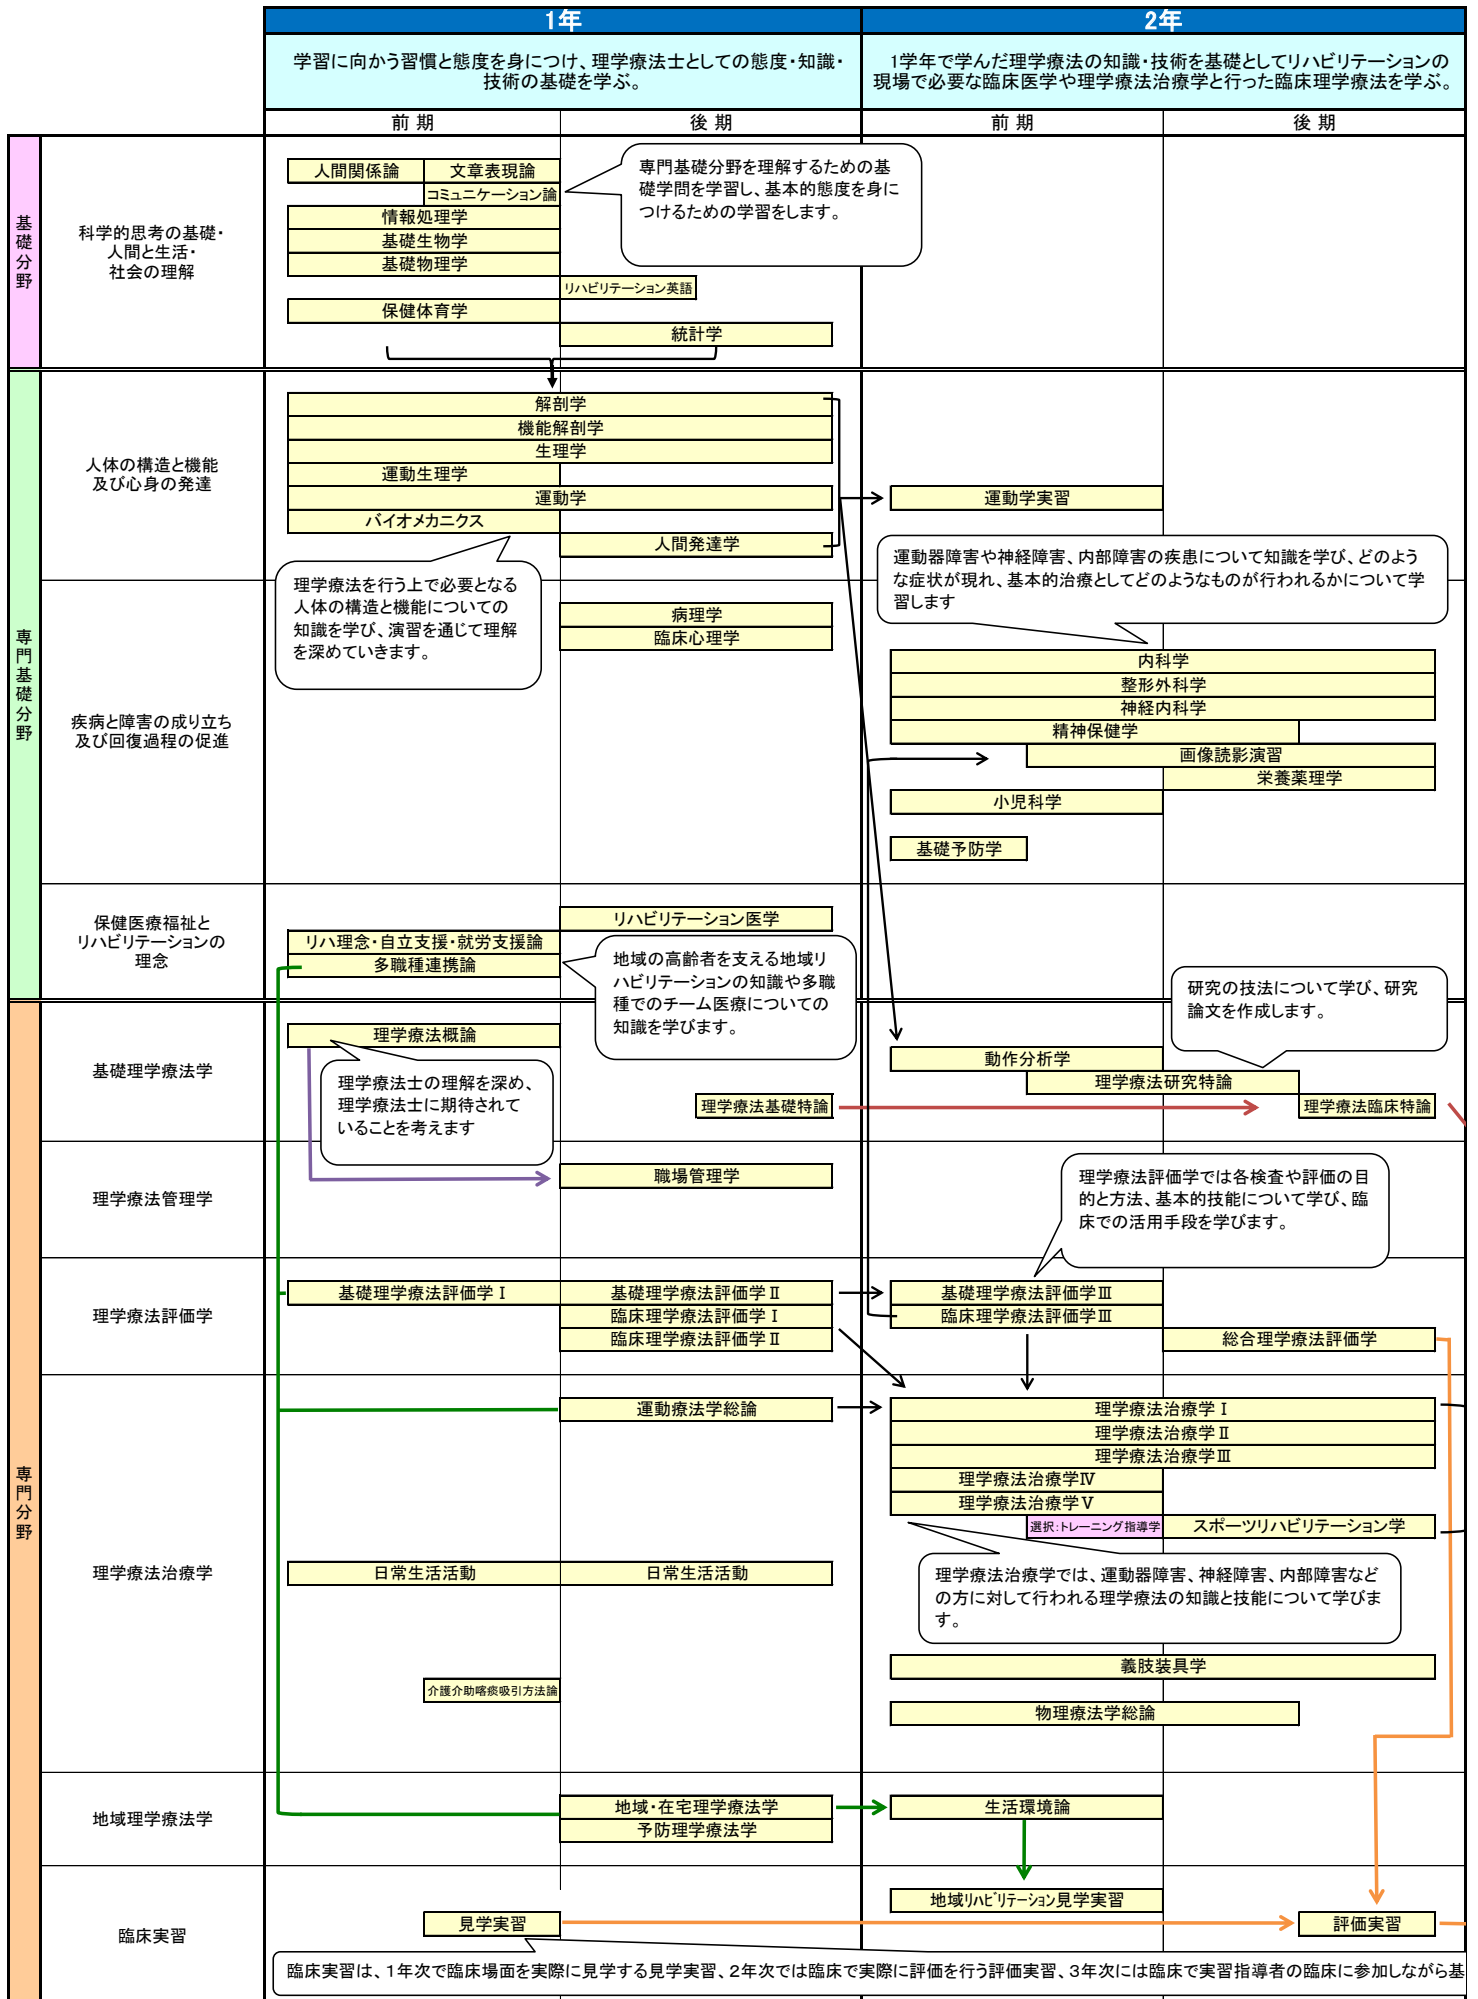 1年
2年
学習に向かう習慣と態度を身につけ、理学療法士としての態度・知識・
技術の基礎を学ぶ。
1学年で学んだ理学療法の知識・技術を基礎としてリハビリテーションの
現場で必要な臨床医学や理学療法治療学と行った臨床理学療法を学ぶ。
前 期
後 期
前 期
後 期
基礎分野
科学的思考の基礎・
人間と生活・
社会の理解
人間関係論
文章表現論
コミュニケーション論
情報処理学
基礎生物学
基礎物理学
リハビリテーション英語
保健体育学
統計学
専門基礎分野を理解するための基
礎学問を学習し、基本的態度を身に
つけるための学習をします。
専門基礎分野
人体の構造と機能
及び心身の発達
解剖学
機能解剖学
生理学
運動生理学
運動学
バイオメカニクス
人間発達学
運動学実習
理学療法を行う上で必要となる
人体の構造と機能についての
知識を学び、演習を通じて理解
を深めていきます。
運動器障害や神経障害、内部障害の疾患について知識を学び、どのよう
な症状が現れ、基本的治療としてどのようなものが行われるかについて学
習します
疾病と障害の成り立ち
及び回復過程の促進
病理学
臨床心理学
内科学
整形外科学
神経内科学
精神保健学
画像読影演習
栄養薬理学
小児科学
基礎予防学
保健医療福祉と
リハビリテーションの
理念
リハビリテーション医学
リハ理念・自立支援・就労支援論
多職種連携論
地域の高齢者を支える地域リ
ハビリテーションの知識や多職
種でのチーム医療についての
知識を学びます。
研究の技法について学び、研究
論文を作成します。
専門分野
基礎理学療法学
理学療法概論
理学療法士の理解を深め、
理学療法士に期待されて
いることを考えます
理学療法基礎特論
動作分析学
理学療法研究特論
理学療法臨床特論
理学療法管理学
職場管理学
理学療法評価学では各検査や評価の目
的と方法、基本的技能について学び、臨
床での活用手段を学びます。
理学療法評価学
基礎理学療法評価学Ⅰ
基礎理学療法評価学Ⅱ
基礎理学療法評価学Ⅲ
臨床理学療法評価学Ⅰ
臨床理学療法評価学Ⅲ
臨床理学療法評価学Ⅱ
総合理学療法評価学
理学療法治療学
運動療法学総論
理学療法治療学Ⅰ
理学療法治療学Ⅱ
理学療法治療学Ⅲ
理学療法治療学Ⅳ
理学療法治療学Ⅴ
選択：トレーニング指導学
スポーツリハビリテーション学
日常生活活動
日常生活活動
理学療法治療学では、運動器障害、神経障害、内部障害など
の方に対して行われる理学療法の知識と技能について学びま
す。
義肢装具学
介護介助喀痰吸引方法論
物理療法学総論
地域理学療法学
地域・在宅理学療法学
生活環境論
予防理学療法学
臨床実習
地域リハビリテーション見学実習
見学実習
評価実習
臨床実習は、1年次で臨床場面を実際に見学する見学実習、2年次では臨床で実際に評価を行う評価実習、3年次には臨床で実習指導者の臨床に参加しながら基